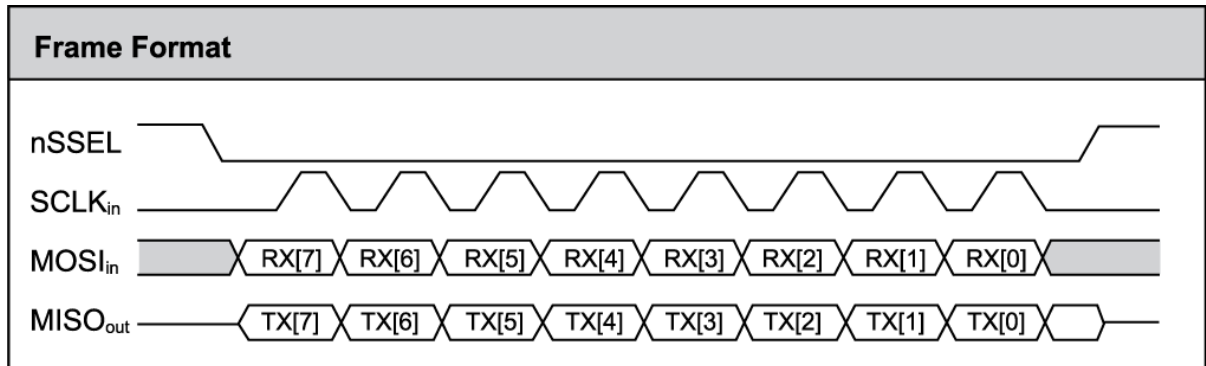 Frame Format
nSSEL
SCLKin
MOSIin RX[7] RX[6] RX[5] RX[4] RX[3] RX[2] RX[1] RX[0]
MISOout TX[7] TX[6] TX[5] TX[4] TX[3] TX[2] TX[1] TX[0]